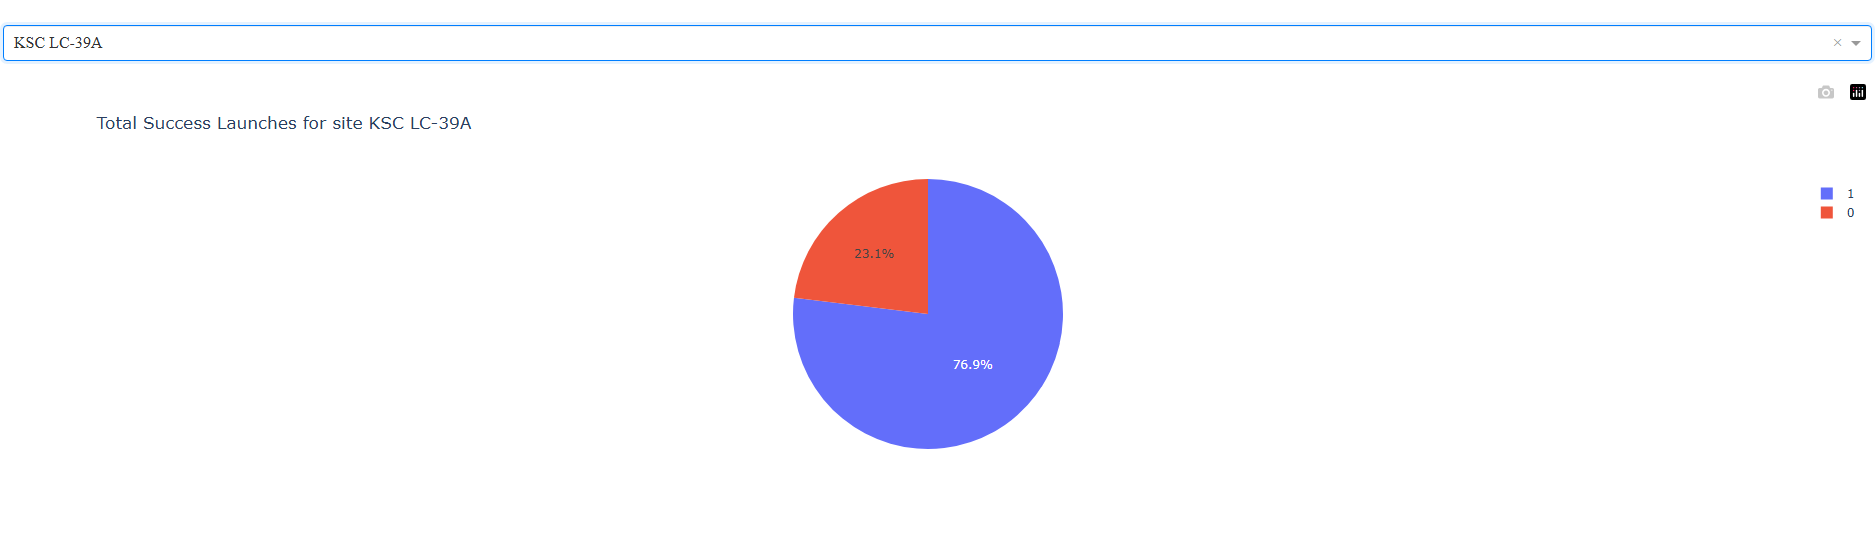 KSC LC-39A
Total Success Launches for site KSC LC-39A
1
0
23.1%
76.9%